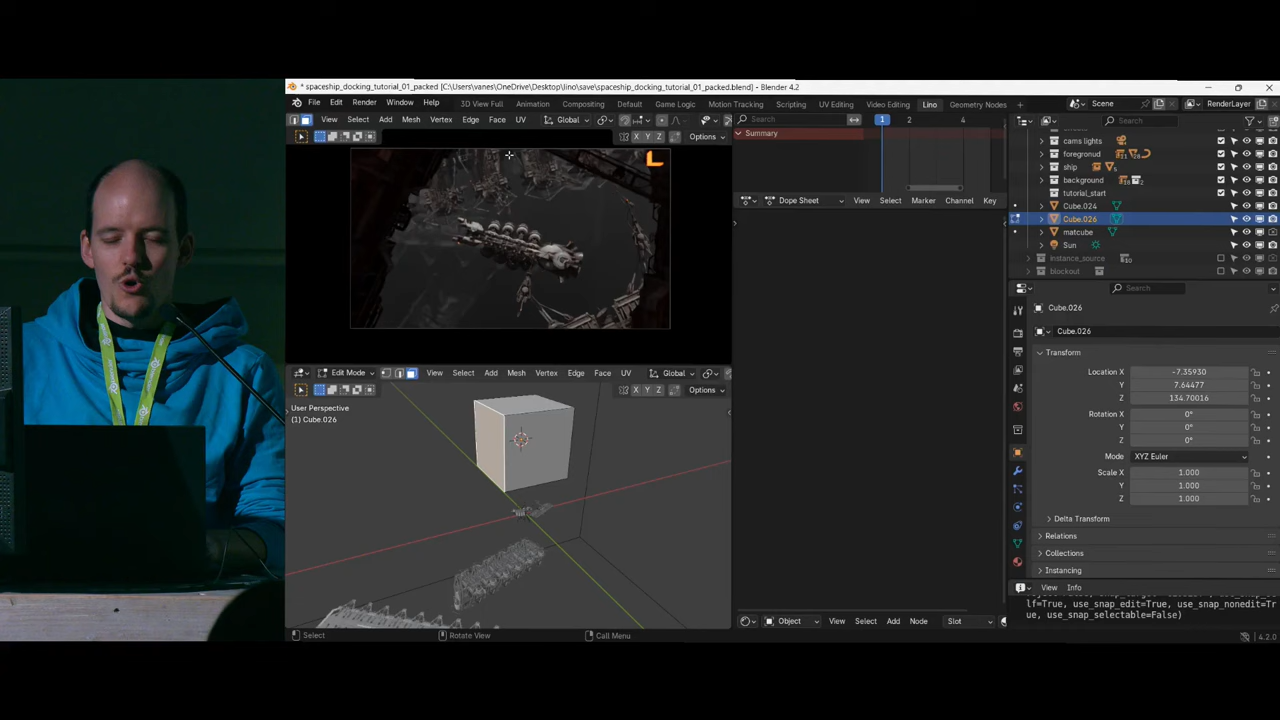 * spaceship_docking_tutorial_01_packed [C:\Users\vanes\OneDrive\Desktop\lino\save\spaceship_docking_tutorial_01_packed.blend] - Blender 4.2
File Edit Render Window Help 3D View Full Animation Compositing Default Game Logic Motion Tracking Scripting UV Editing Video Editing Lino Geometry Nodes Scene RenderLayer
View Select Add Mesh Vertex Edge Face UV Global
X Y Z Options
Search
Summary
1 2 4
Dope Sheet View Select Marker Channel Key
Search
cams lights
foregronud
ship
background
tutorial_start
Cube.024
Cube.026
matcube
Sun
instance_source
blockout
Search
Cube.026
Cube.026
Transform
Location X -7.35930
Y 7.64477
Z 134.70016
Rotation X 0°
Y 0°
Z 0°
Mode XYZ Euler
Scale X 1.000
Y 1.000
Z 1.000
Delta Transform
Relations
Collections
Instancing
View Info
lf=True, use_snap_edit=True, use_snap_nonedit=Tr
ue, use_snap_selectable=False)
Edit Mode View Select Add Mesh Vertex Edge Face UV Global
X Y Z Options
User Perspective
(1) Cube.026
Object View Select Add Node Slot
Select Rotate View Call Menu
4.2.0